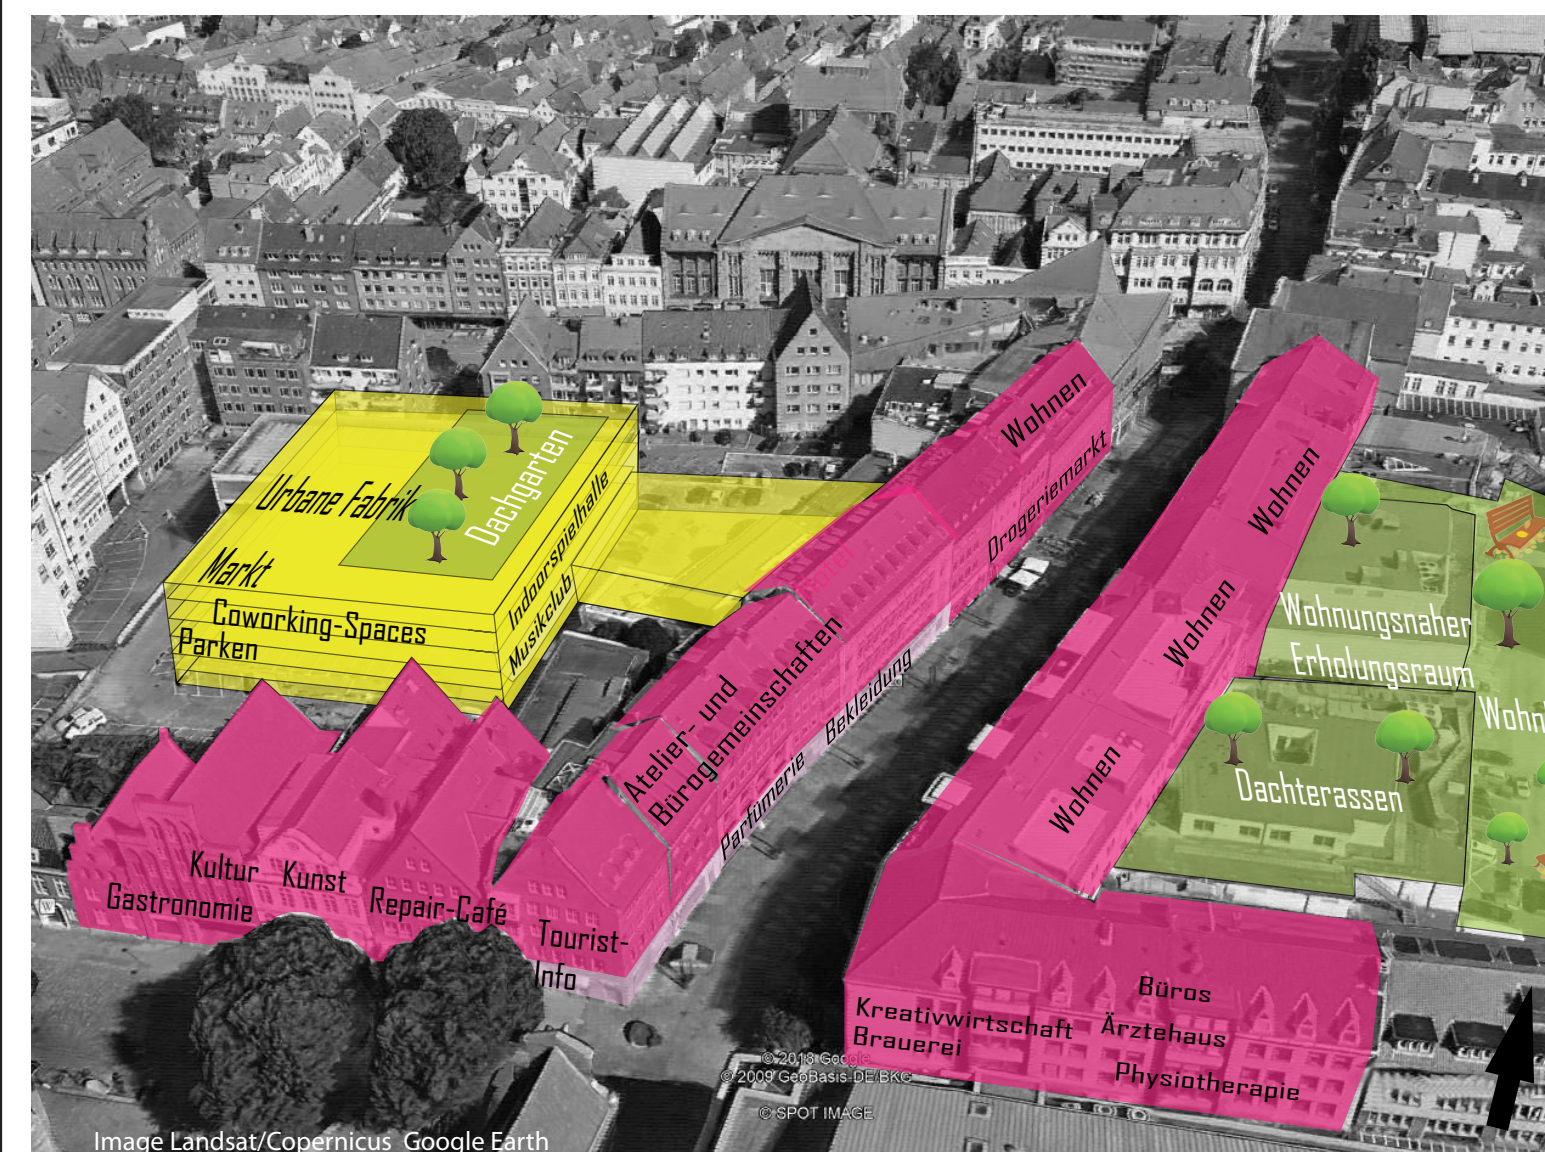 Wohnen
Drogeriemarkt
Dachgarten
Urbane Fabrik
Indoorspielhalle
Markt
Musikclub
Coworking-Spaces
Parken
Hotel
Wohnen
Wohnen
Wohnen
Wohnungsnaher
Erholungsraum
Wohn
Dachterassen
Atelier- und
Bürogemeinschaften
Bekleidung
Parfümerie
Kultur
Kunst
Gastronomie
Repair-Café
Tourist-
Info
W
Büros
Kreativwirtschaft
Ärztehaus
Brauerei
Physiotherapie
© 2018 Google
© 2009 GeoBasis-DE/BKG
© SPOT IMAGE
Image Landsat/Copernicus Google Earth